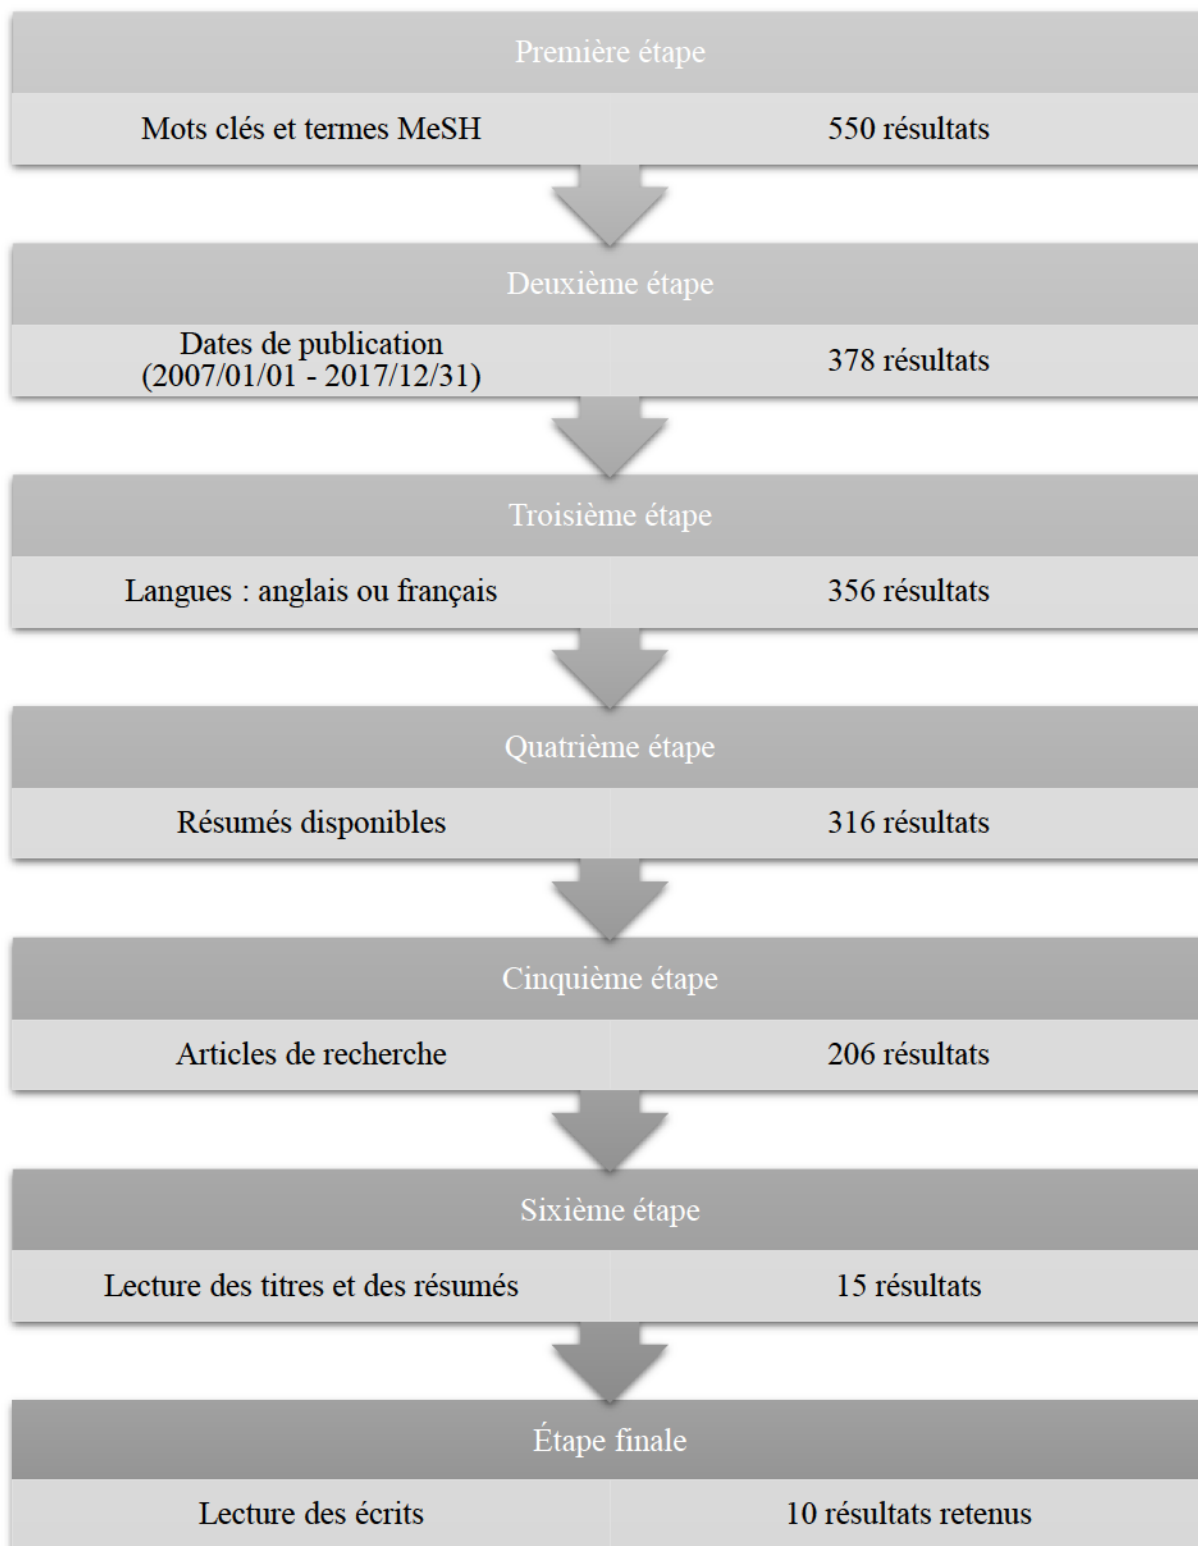 Première étape
Mots clés et termes MeSH
550 résultats
Deuxième étape
Dates de publication
(2007/01/01 - 2017/12/31)
378 résultats
Troisième étape
Langues : anglais ou français
356 résultats
Quatrième étape
Résumés disponibles
316 résultats
Cinquième étape
Articles de recherche
206 résultats
Sixième étape
Lecture des titres et des résumés
15 résultats
Étape finale
Lecture des écrits
10 résultats retenus